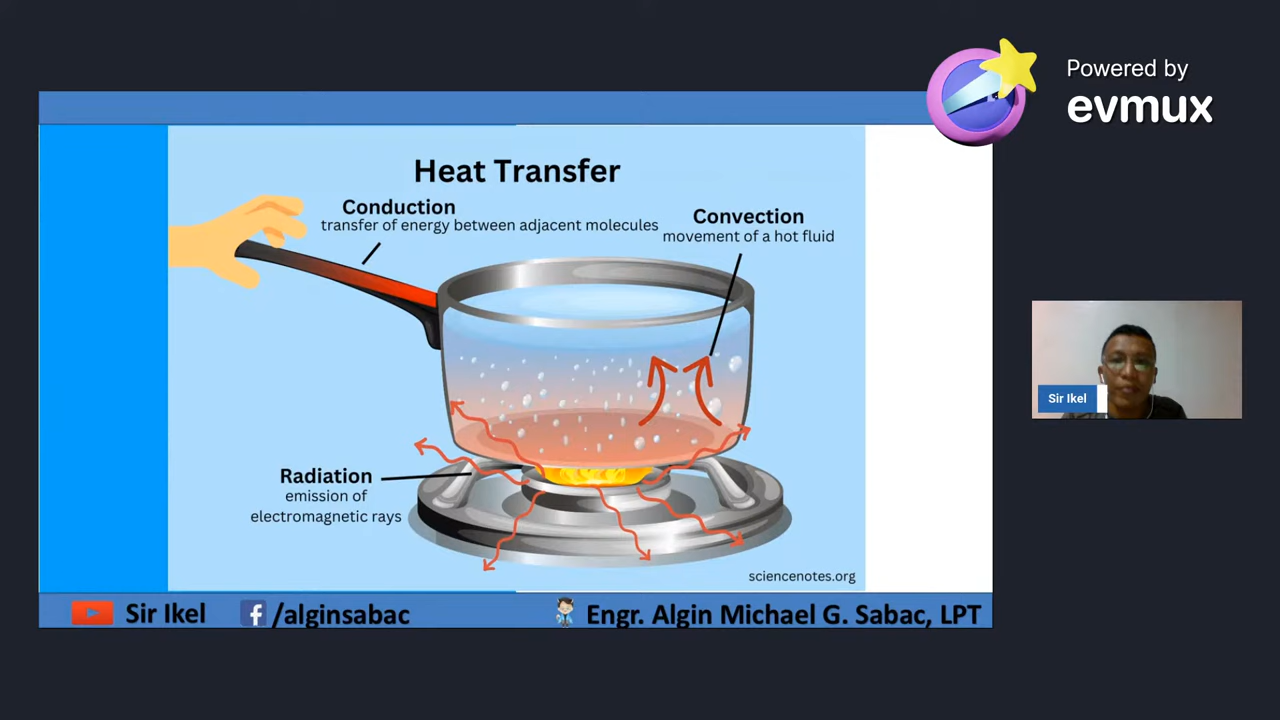 Powered by
evmux
Heat Transfer
Conduction
transfer of energy between adjacent molecules
Convection
movement of a hot fluid
Sir Ikel
Radiation
emission of
electromagnetic rays
sciencenotes.org
Sir Ikel
/alginsabac
Engr. Algin Michael G. Sabac, LPT